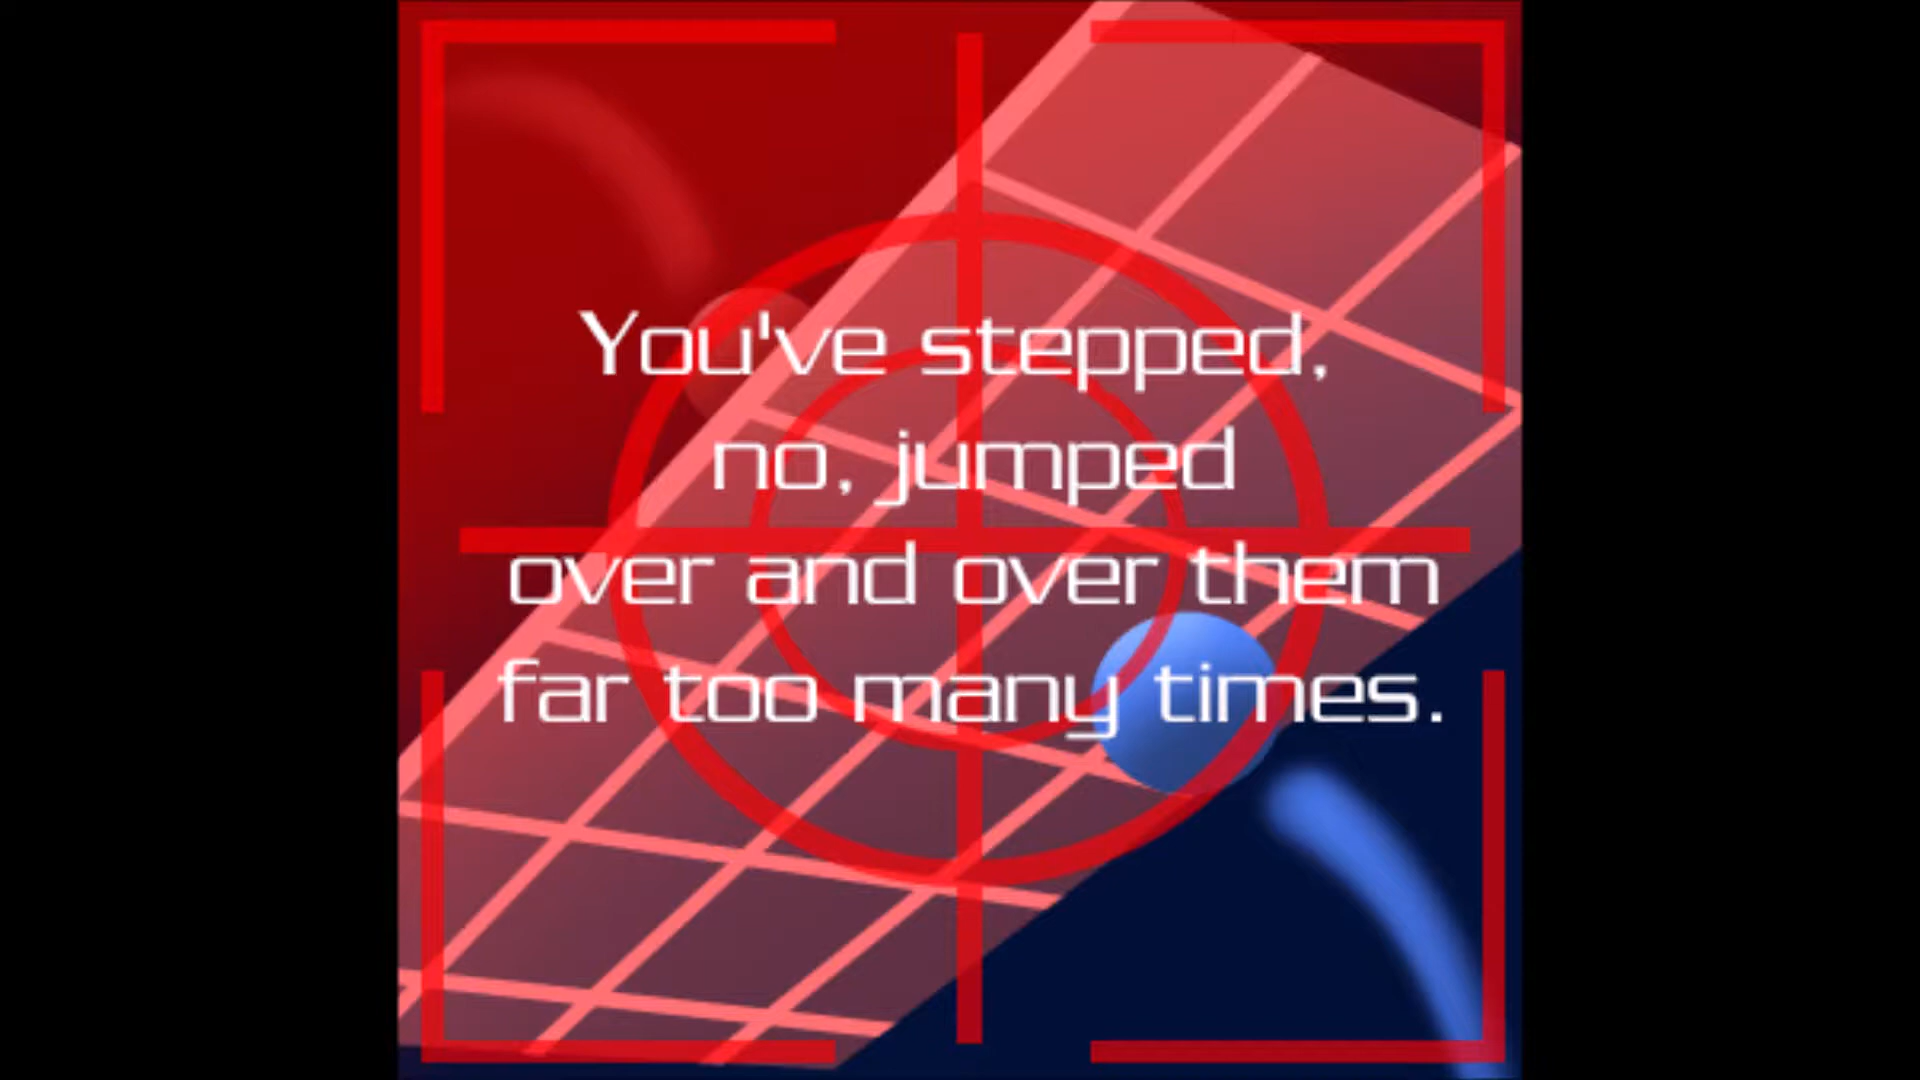 You've stepped,
no, jumped
over and over them
far too many times.